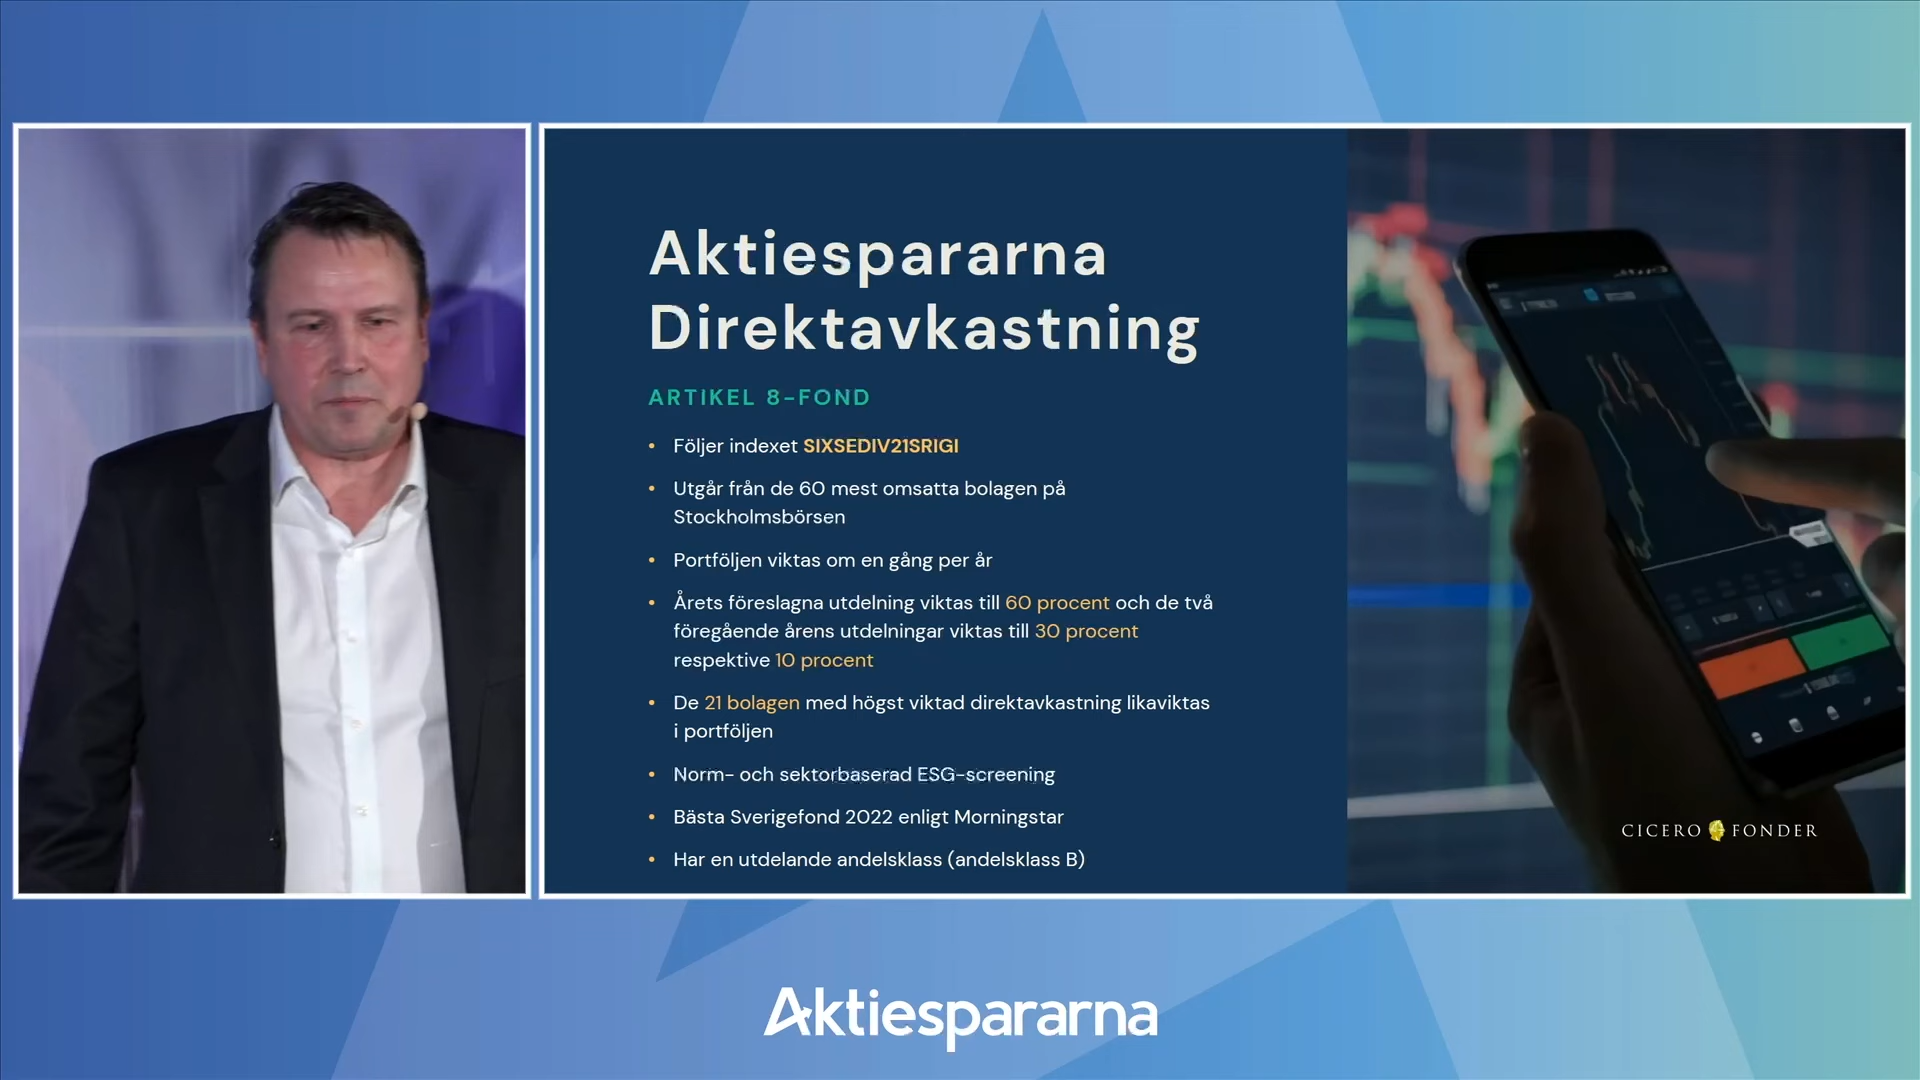 Aktiespararna
Direktavkastning
ARTIKEL 8-FOND
• Följer indexet SIXSEDIV21SRIGI
• Utgår från de 60 mest omsatta bolagen på
Stockholmsbörsen
• Portföljen viktas om en gång per år
• Årets föreslagna utdelning viktas till 60 procent och de två
föregående årens utdelningar viktas till 30 procent
respektive 10 procent
• De 21 bolagen med högst viktad direktavkastning likaviktas
i portföljen
• Norm- och sektorbaserad ESG-screening
• Bästa Sverigefond 2022 enligt Morningstar
• Har en utdelande andelsklass (andelsklass B)
CICERO FONDER
Aktiespararna